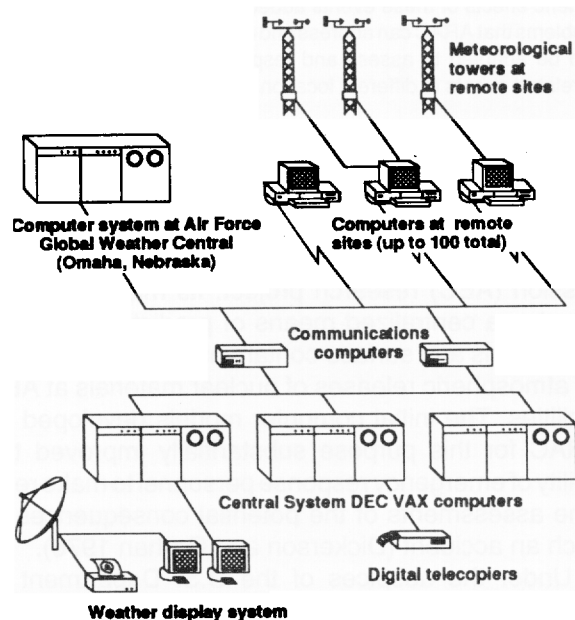 Meteorological
towers at
remote sites
Computer system at Air Force
Global Weather Central
(Omaha, Nebraska)
Computers at remote
sites (up to 100 total)
Communications
computers
Central System DEC VAX computers
Digital telecopiers
Weather display system